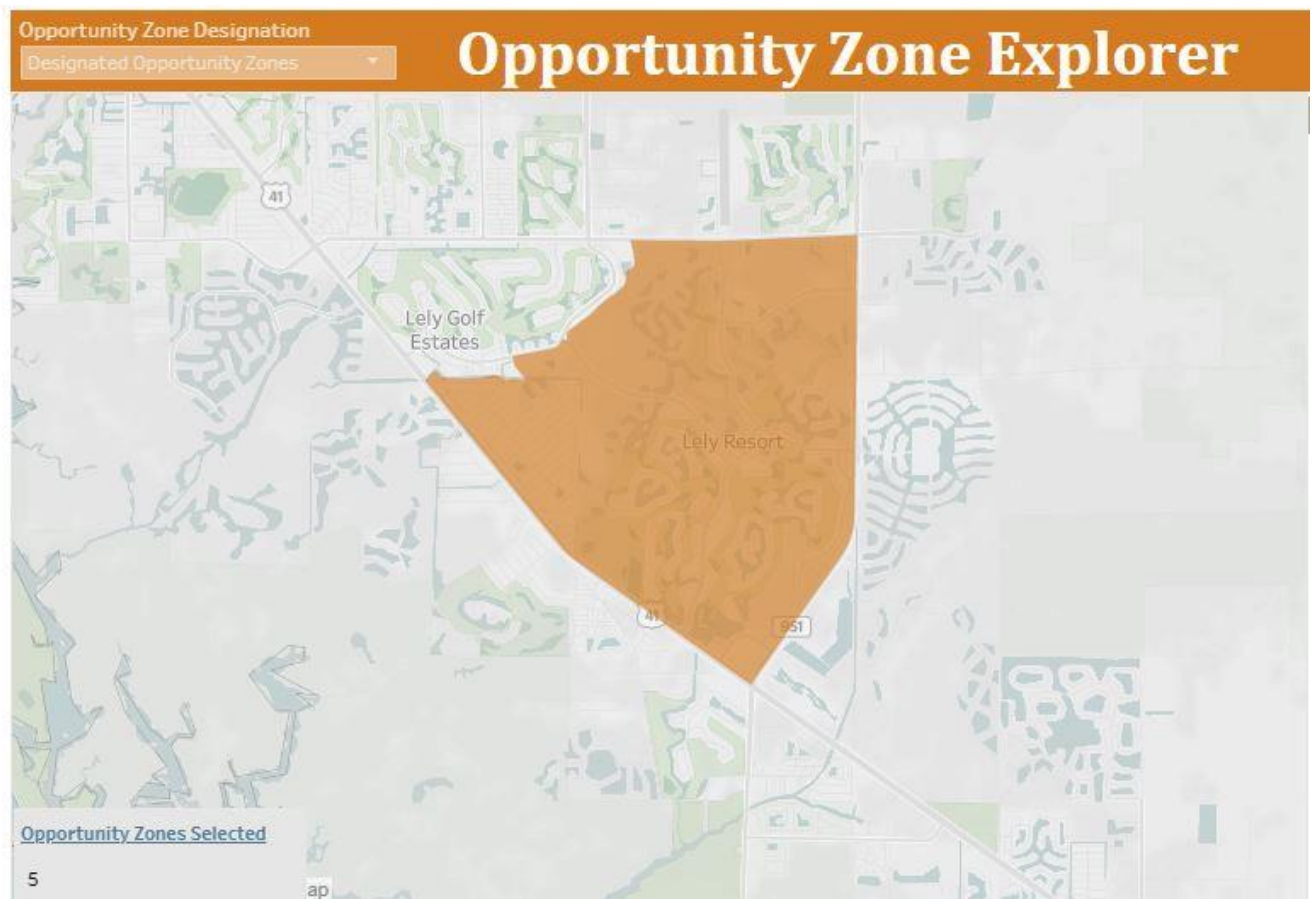 Opportunity Zone Designation
Designated Opportunity Zones
Opportunity Zone Explorer
41
Lely Golf
Estates
Lely Resort
41
951
Opportunity Zones Selected
5
ap